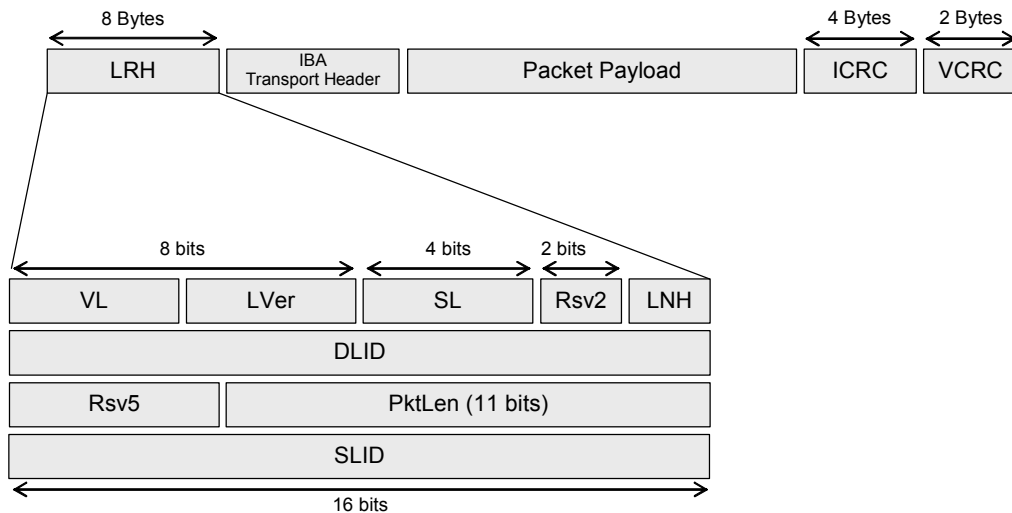 8 Bytes
4 Bytes
2 Bytes
LRH
IBA
Transport Header
Packet Payload
ICRC
VCRC
8 bits
4 bits
2 bits
VL
LVer
SL
Rsv2
LNH
DLID
Rsv5
PktLen (11 bits)
SLID
16 bits